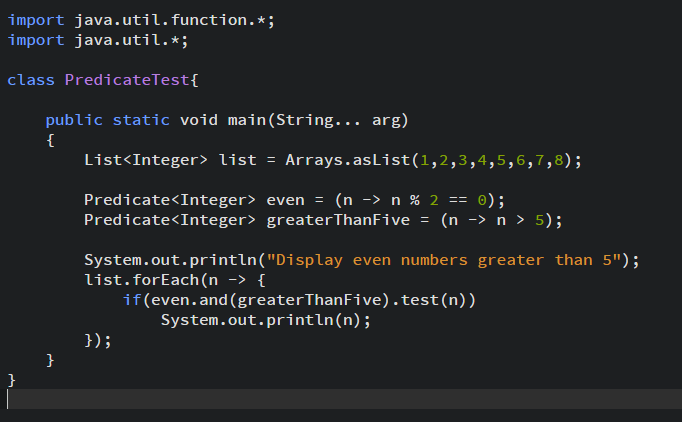 import java.util.function.*;
import java.util.*;
class PredicateTest{
public static void main(String... arg)
{
List<Integer> list = Arrays.asList(1,2,3,4,5,6,7,8);
Predicate<Integer> even = (n -> n % 2 == 0);
Predicate<Integer> greaterThanFive = (n -> n > 5);
System.out.println("Display even numbers greater than 5");
list.forEach(n -> {
if(even.and(greaterThanFive).test(n))
System.out.println(n);
});
}
}